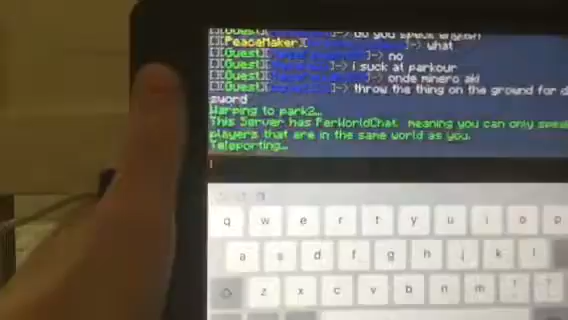 [][Guest][ ]-> do you speak english
[][PeaceMaker][ ]-> what
[][Guest][ ]-> no
[][Guest][ ]-> i suck at parkour
[][Guest][ ]-> onde minero aki
[][Guest][ ]-> throw the thing on the ground for d
sword
Warping to park2...
This Server has PerWorldChat, meaning you can only spea
players that are in the same world as you.
Teleporting...
q w e r t y u i o p
a s d f g h j k l
z x c v b n m ! ?